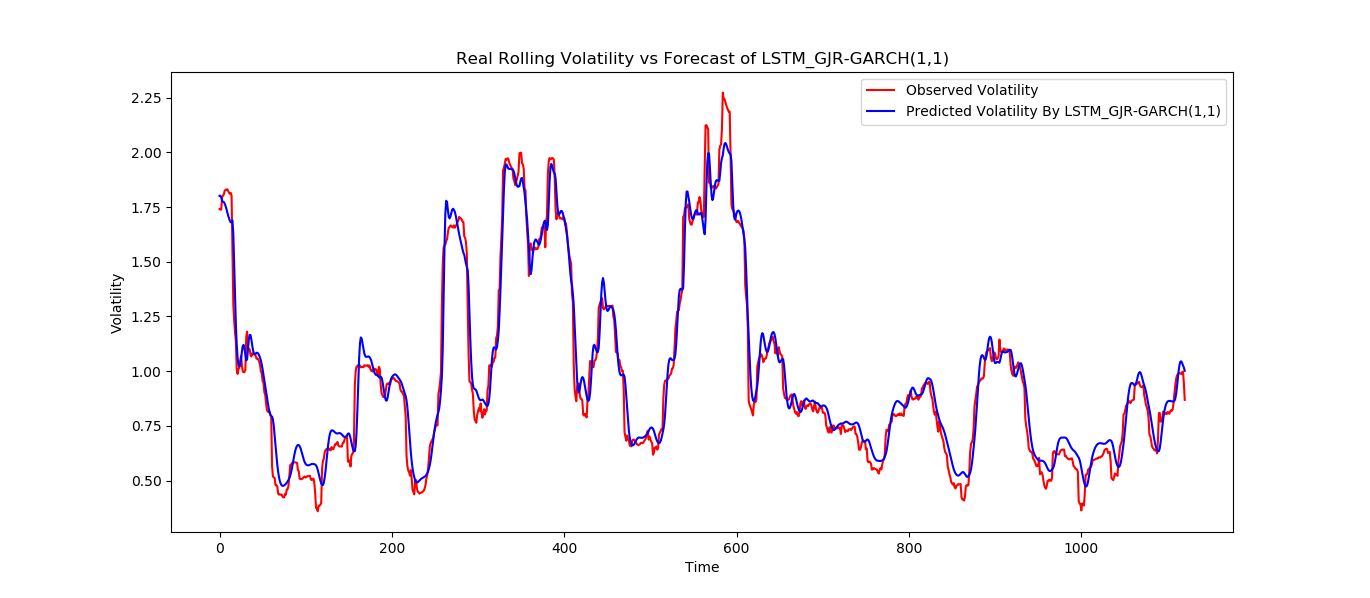 Real Rolling Volatility vs Forecast of LSTM_GJR-GARCH(1,1)
Observed Volatility
Predicted Volatility By LSTM_GJR-GARCH(1,1)
Volatility
2.25
2.00
1.75
1.50
1.25
1.00
0.75
0.50
0 200 400 600 800 1000
Time